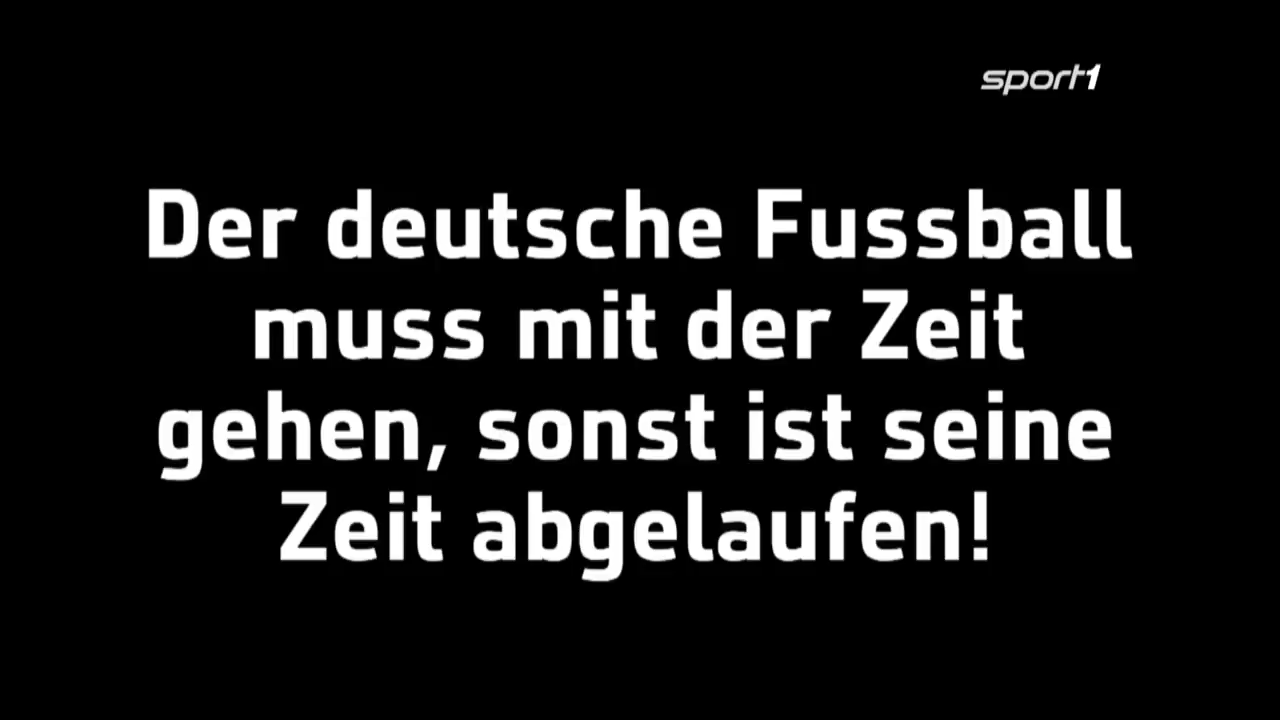 sport1
Der deutsche Fussball
muss mit der Zeit
gehen, sonst ist seine
Zeit abgelaufen!